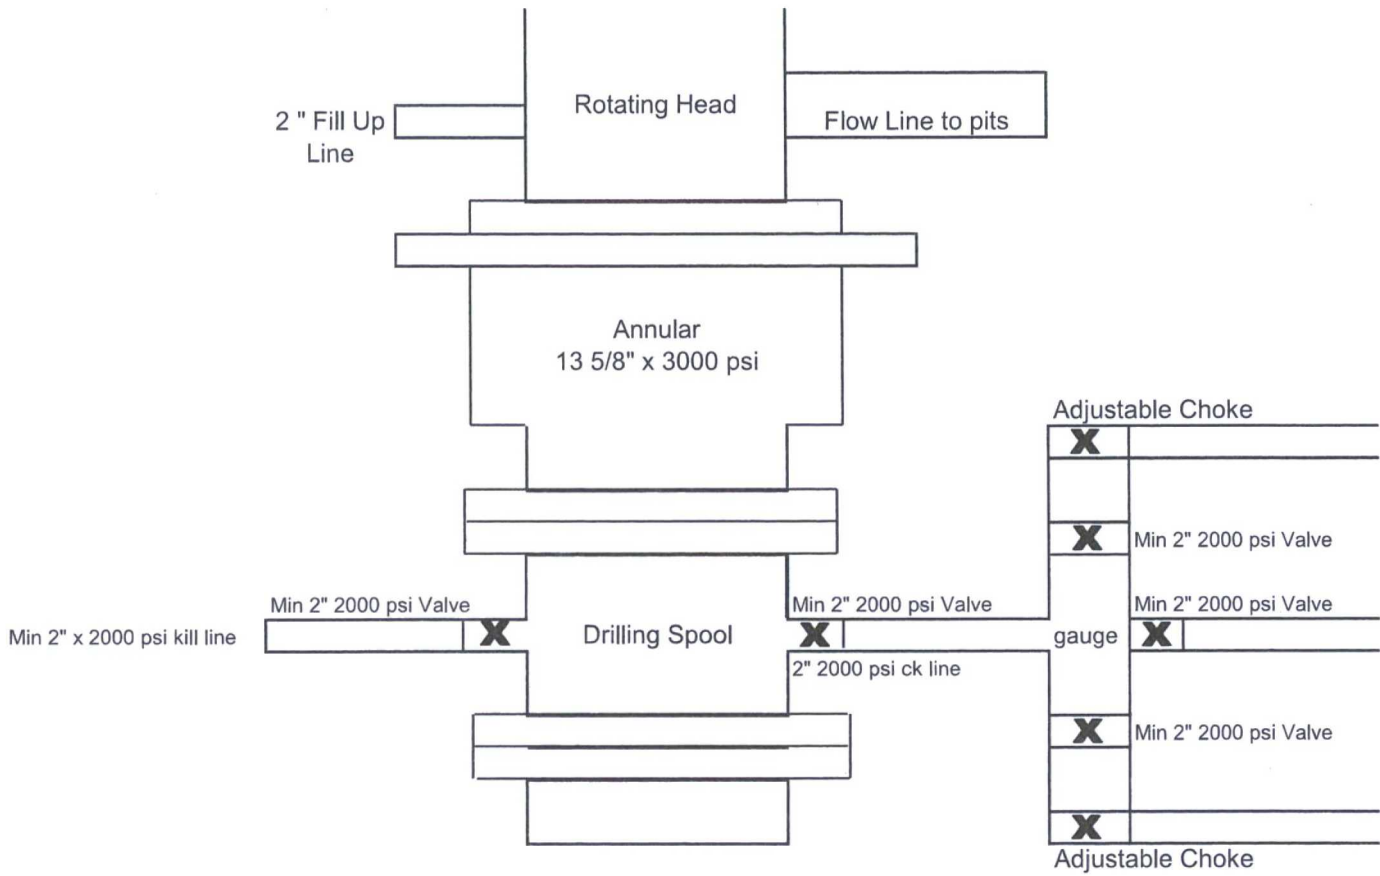 Rotating Head
2 " Fill Up
Line
Flow Line to pits
Annular
13 5/8" x 3000 psi
Adjustable Choke
X
X
Min 2" 2000 psi Valve
Min 2" 2000 psi Valve
Min 2" 2000 psi Valve
Min 2" 2000 psi Valve
Min 2" x 2000 psi kill line
X
Drilling Spool
X
gauge
X
2" 2000 psi ck line
X
Min 2" 2000 psi Valve
X
Adjustable Choke